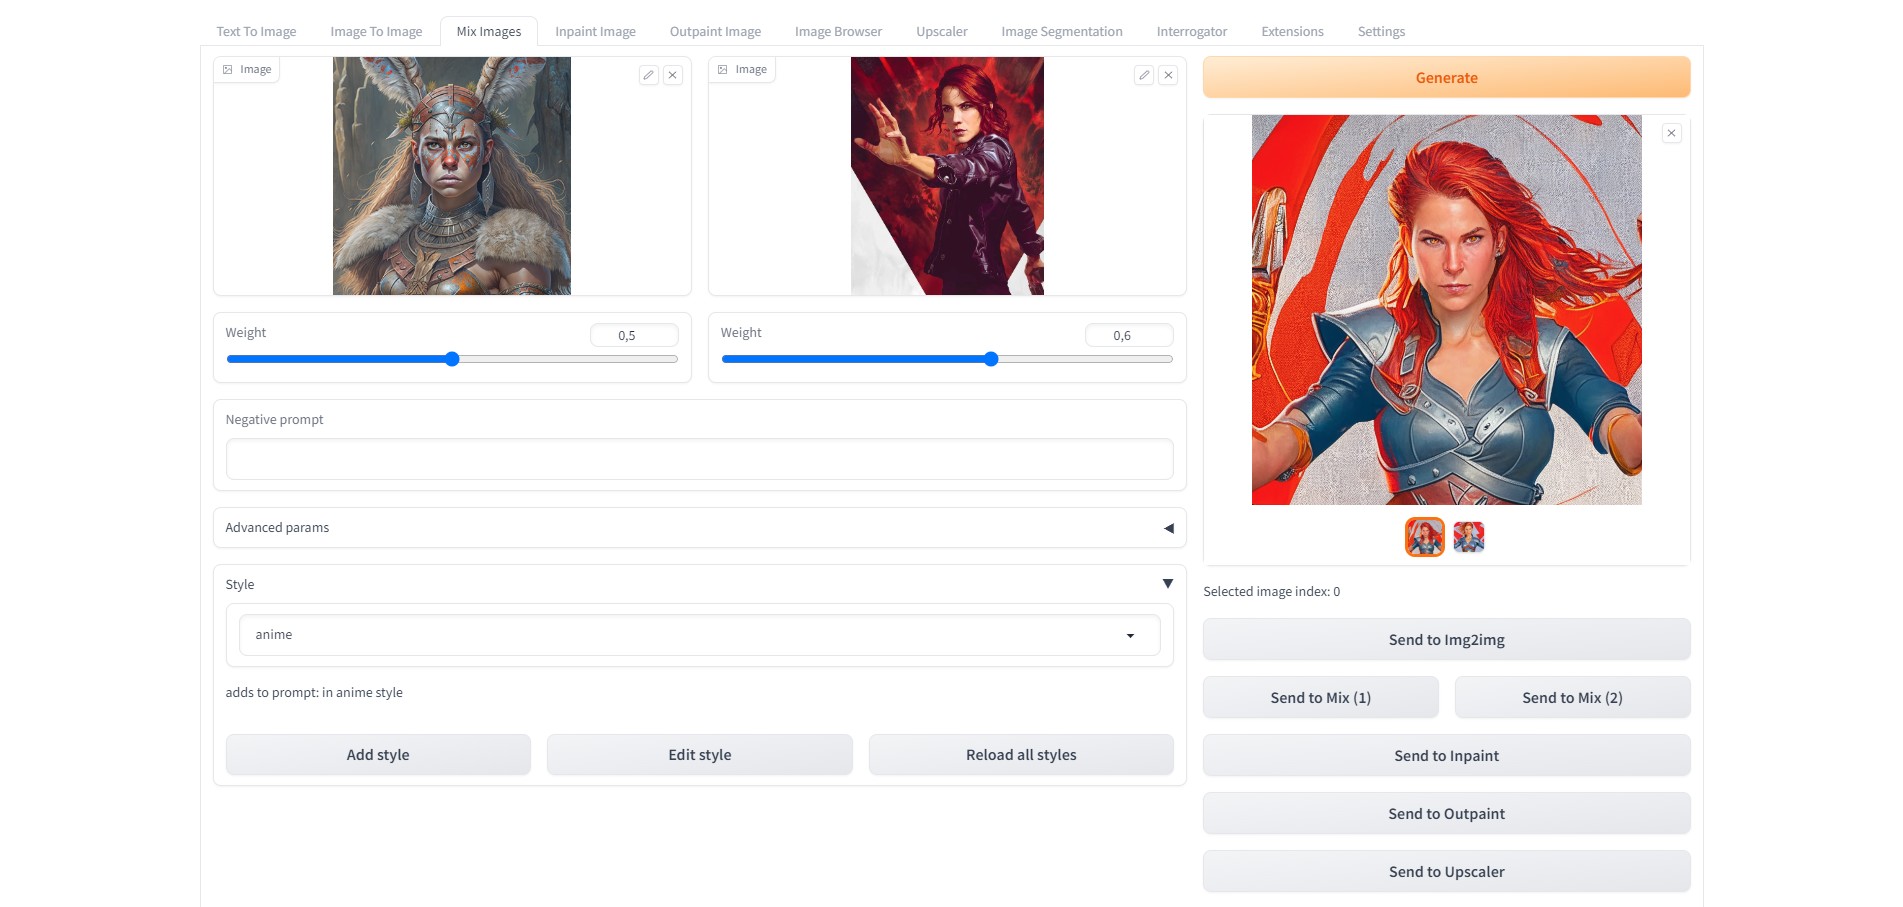 Text To Image
Image To Image
Mix Images
Inpaint Image
Outpaint Image
Image Browser
Upscaler
Image Segmentation
Interrogator
Extensions
Settings
Image
Image
Weight
0,5
Weight
0,6
Negative prompt
Advanced params
Style
anime
adds to prompt: in anime style
Add style
Edit style
Reload all styles
Generate
Selected image index: 0
Send to Img2img
Send to Mix (1)
Send to Mix (2)
Send to Inpaint
Send to Outpaint
Send to Upscaler